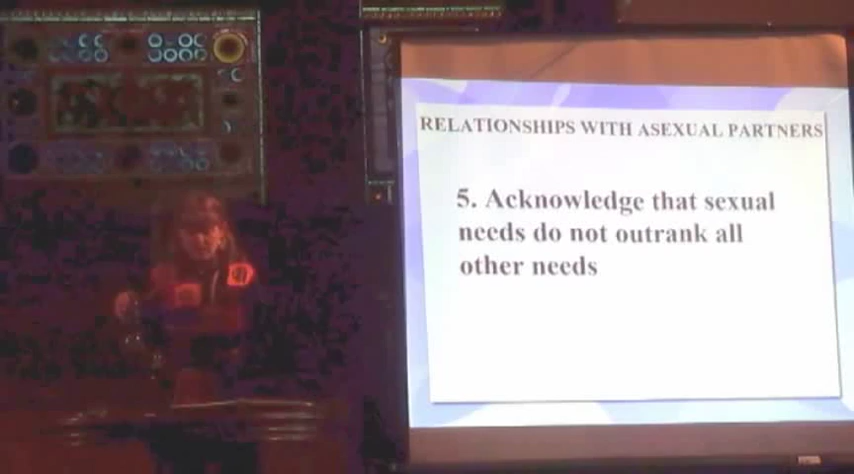 RELATIONSHIPS WITH ASEXUAL PARTNERS
5. Acknowledge that sexual
needs do not outrank all
other needs